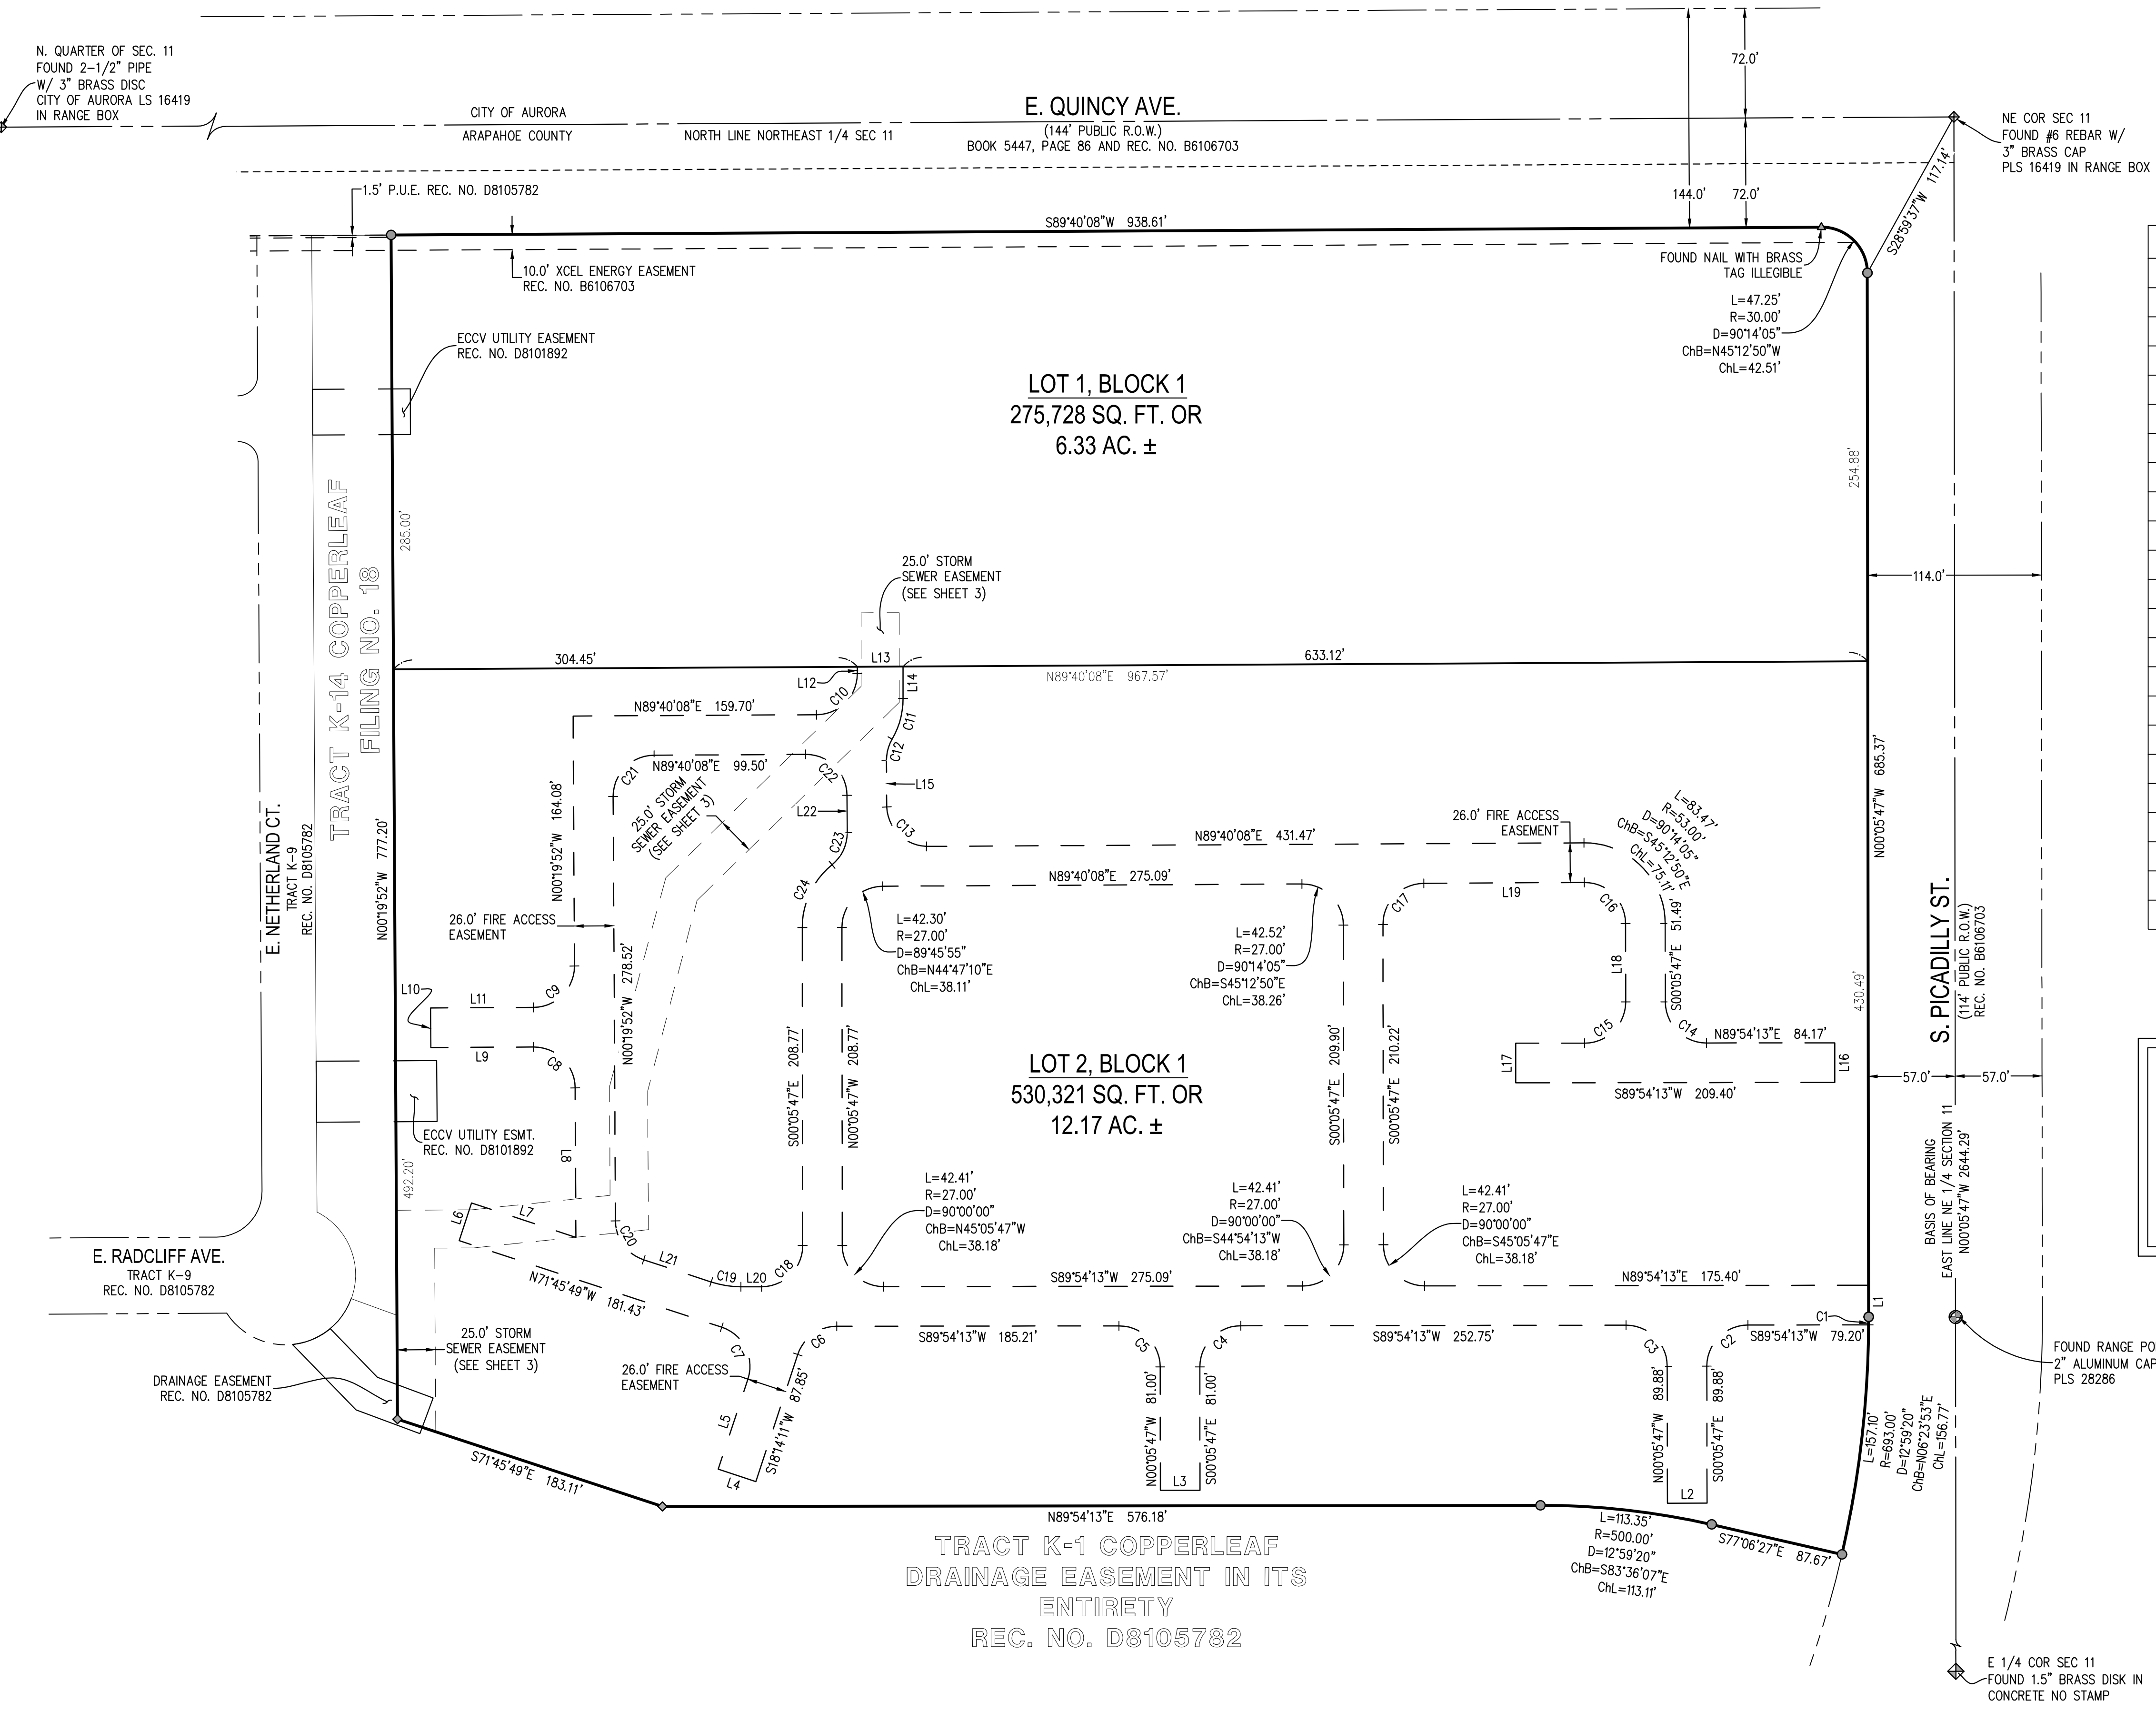 N. QUARTER OF SEC. 11
FOUND 2-1/2" PIPE
W/ 3" BRASS DISC
CITY OF AURORA LS 16419
IN RANGE BOX
CITY OF AURORA
ARAPAHOE COUNTY
NORTH LINE NORTHEAST 1/4 SEC 11
E. QUINCY AVE.
(144' PUBLIC R.O.W.)
BOOK 5447, PAGE 86 AND REC. NO. B6106703
72.0'
144.0'
72.0'
NE COR SEC 11
FOUND #6 REBAR W/
3" BRASS CAP
PLS 16419 IN RANGE BOX
S28°59'37"W 117.14'
1.5' P.U.E. REC. NO. D8105782
S89°40'08"W 938.61'
10.0' XCEL ENERGY EASEMENT
REC. NO. B6106703
FOUND NAIL WITH BRASS
TAG ILLEGIBLE
L=47.25'
R=30.00'
D=90°14'05"
ChB=N45°12'50"W
ChL=42.51'
ECCV UTILITY EASEMENT
REC. NO. D8101892
LOT 1, BLOCK 1
275,728 SQ. FT. OR
6.33 AC. ±
254.88'
285.00'
TRACT K-14 COPPERLEAF
FILING NO. 18
25.0' STORM
SEWER EASEMENT
(SEE SHEET 3)
114.0'
304.45'
L13
633.12'
N89°40'08"E 967.57'
L12
L14
C10
N89°40'08"E 159.70'
C11
C12
N89°40'08"E 99.50'
C21
C22
L15
L22
25.0' STORM
SEWER EASEMENT
(SEE SHEET 3)
N00°19'52"W 164.08'
C13
C23
C24
N89°40'08"E 431.47'
26.0' FIRE ACCESS
EASEMENT
L=83.47'
R=53.00'
D=90°14'05"
ChB=S45°12'50"E
ChL=75.11'
N00°05'47"W 685.37'
E. NETHERLAND CT.
TRACT K-9
REC. NO. D8105782
N00°19'52"W 777.20'
N89°40'08"E 275.09'
L19
C17
C16
26.0' FIRE ACCESS
EASEMENT
L=42.30'
R=27.00'
D=89°45'55"
ChB=N44°47'10"E
ChL=38.11'
L=42.52'
R=27.00'
D=90°14'05"
ChB=S45°12'50"E
ChL=38.26'
L18
S00°05'47"E 51.49'
S. PICADILLY ST.
(114' PUBLIC R.O.W.)
REC. NO. B6106703
430.49'
L10
L11
C9
N00°19'52"W 278.52'
C15
C14
N89°54'13"E 84.17'
L9
C8
L17
L16
S89°54'13"W 209.40'
57.0'
57.0'
S00°05'47"E 208.77'
N00°05'47"W 208.77'
LOT 2, BLOCK 1
530,321 SQ. FT. OR
12.17 AC. ±
S00°05'47"E 209.90'
S00°05'47"E 210.22'
ECCV UTILITY ESMT.
REC. NO. D8101892
L8
492.20'
BASIS OF BEARING
EAST LINE NE 1/4 SECTION 11
N00°05'47"W 2644.29'
L=42.41'
R=27.00'
D=90°00'00"
ChB=N45°05'47"W
ChL=38.18'
L=42.41'
R=27.00'
D=90°00'00"
ChB=S44°54'13"W
ChL=38.18'
L=42.41'
R=27.00'
D=90°00'00"
ChB=S45°05'47"E
ChL=38.18'
L6
L7
C20
L21
C19
L20
C18
E. RADCLIFF AVE.
TRACT K-9
REC. NO. D8105782
N71°45'49"W 181.43'
S89°54'13"W 275.09'
N89°54'13"E 175.40'
L1
C1
25.0' STORM
SEWER EASEMENT
(SEE SHEET 3)
C7
C6
S89°54'13"W 185.21'
C5
C4
S89°54'13"W 252.75'
C3
C2
S89°54'13"W 79.20'
FOUND RANGE PO
2" ALUMINUM CAP
PLS 28286
DRAINAGE EASEMENT
REC. NO. D8105782
26.0' FIRE ACCESS
EASEMENT
L5
S18°14'11"W 87.85'
L4
N00°05'47"W 81.00'
S00°05'47"E 81.00'
L3
N00°05'47"W 89.88'
S00°05'47"E 89.88'
L2
L=157.10'
R=693.00'
D=12°59'20"
ChB=N06°23'53"E
ChL=156.77'
S71°45'49"E 183.11'
N89°54'13"E 576.18'
L=113.35'
R=500.00'
D=12°59'20"
ChB=S83°36'07"E
ChL=113.11'
S77°06'27"E 87.67'
TRACT K-1 COPPERLEAF
DRAINAGE EASEMENT IN ITS
ENTIRETY
REC. NO. D8105782
E 1/4 COR SEC 11
FOUND 1.5" BRASS DISK IN
CONCRETE NO STAMP